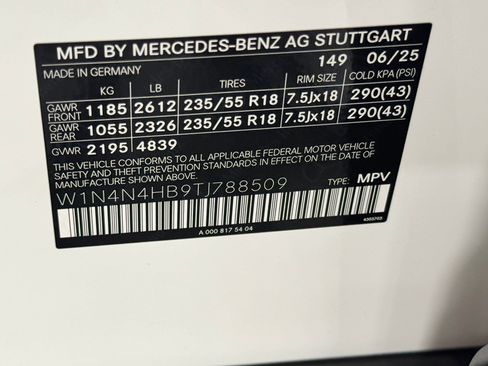 MFD BY MERCEDES-BENZ AG STUTTGART
MADE IN GERMANY 149 06/25
KG LB TIRES RIM SIZE COLD KPA(PSI)
GAWR FRONT 1185 2612 235/55 R18 7.5Jx18 290(43)
GAWR REAR 1055 2326 235/55 R18 7.5Jx18 290(43)
GVWR 2195 4839
THIS VEHICLE CONFORMS TO ALL APPLICABLE FEDERAL MOTOR VEHICLE
SAFETY AND THEFT PREVENTION STANDARDS IN EFFECT ON THE DATE OF
MANUFACTURE SHOWN ABOVE.
W1N4N4HB9TJ788509 TYPE: MPV
A 000 817 54 04